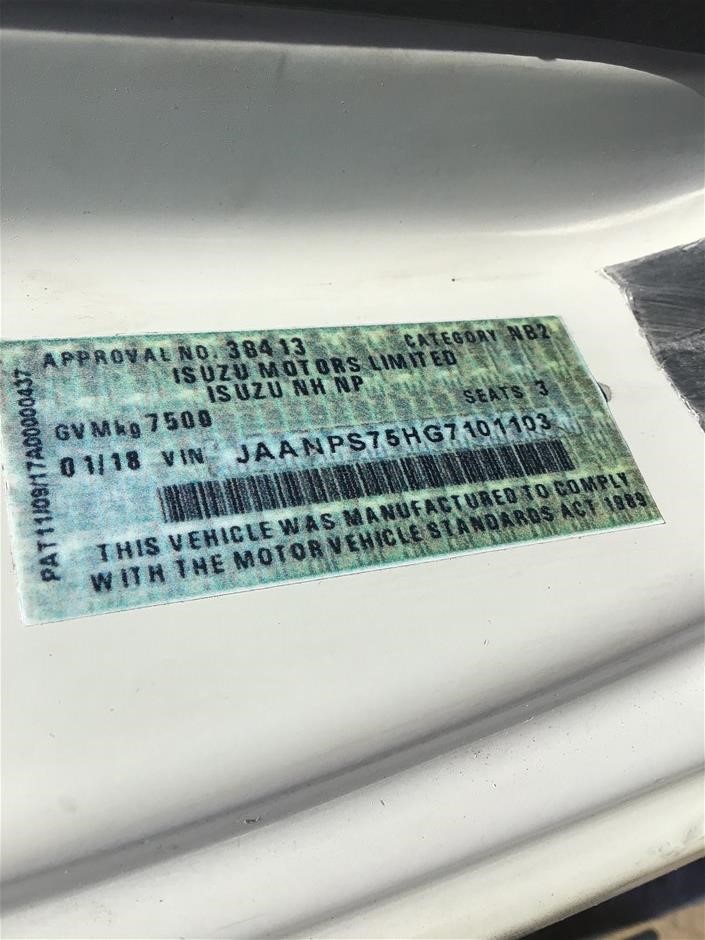 APPROVAL NO. 38413 CATEGORY NB2
ISUZU MOTORS LIMITED
ISUZU NH NP
GVMkg 7500 SEATS 3
01/18 VIN JAANPS75HG7101103
THIS VEHICLE WAS MANUFACTURED TO COMPLY
WITH THE MOTOR VEHICLE STANDARDS ACT 1989
PAT11/09/17A00000437